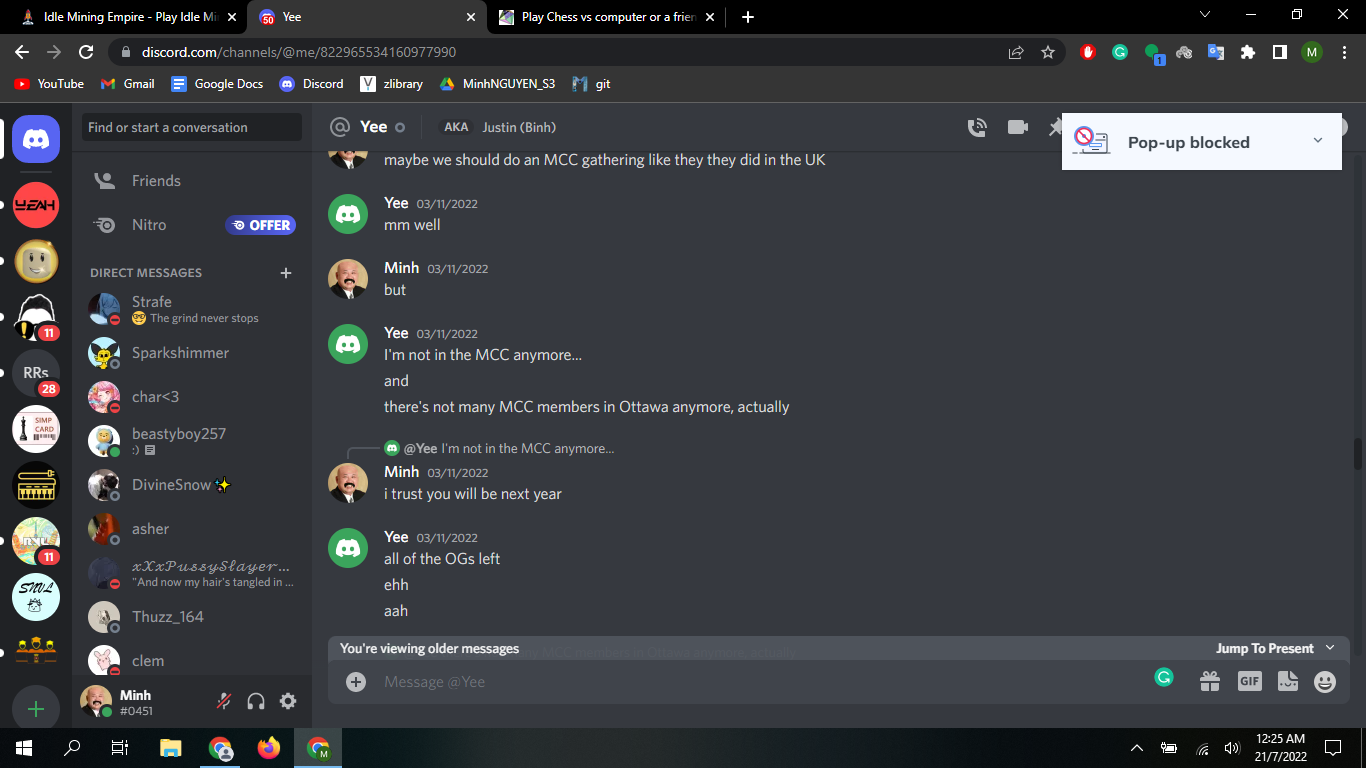 Idle Mining Empire - Play Idle Mi
50
Yee
Play Chess vs computer or a frien
discord.com/channels/@me/822965534160977990
1
M
YouTube
Gmail
Google Docs
Discord
zlibrary
MinhNGUYEN_S3
git
Find or start a conversation
Yee
AKA
Justin (Binh)
Pop-up blocked
Friends
Nitro
OFFER
DIRECT MESSAGES
Strafe
The grind never stops
Sparkshimmer
char<3
beastyboy257
:)
DivineSnow✨
asher
𝓍𝒳𝓍𝒫𝓊𝓈𝓈𝓎𝒮𝓁𝒶𝓎𝑒𝓇...
"And now my hair's tangled in ...
Thuzz_164
clem
YEAH
11
RRs
28
SIMP
CARD
11
Minh
#0451
maybe we should do an MCC gathering like they they did in the UK
Yee 03/11/2022
mm well
Minh 03/11/2022
but
Yee 03/11/2022
I'm not in the MCC anymore...
and
there's not many MCC members in Ottawa anymore, actually
@Yee I'm not in the MCC anymore...
Minh 03/11/2022
i trust you will be next year
Yee 03/11/2022
all of the OGs left
ehh
aah
You're viewing older messages
Jump To Present
Message @Yee
GIF
M
12:25 AM
21/7/2022